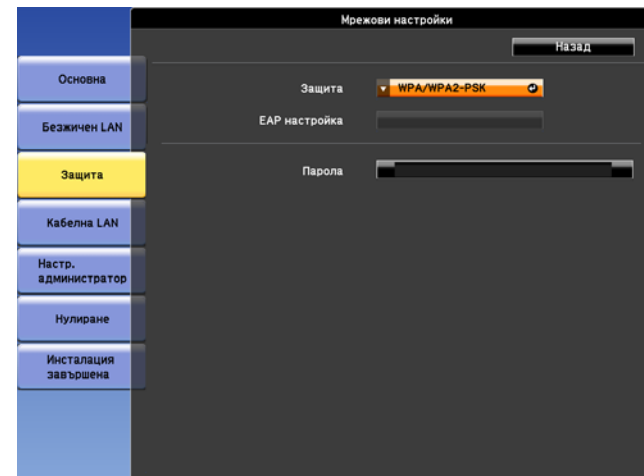 Мрежови настройки
Назад
Основна
Безжичен LAN
Защита
Кабелна LAN
Настр.
администратор
Нулиране
Инсталация
завършена
Защита
WPA/WPA2-PSK
EAP настройка
Парола